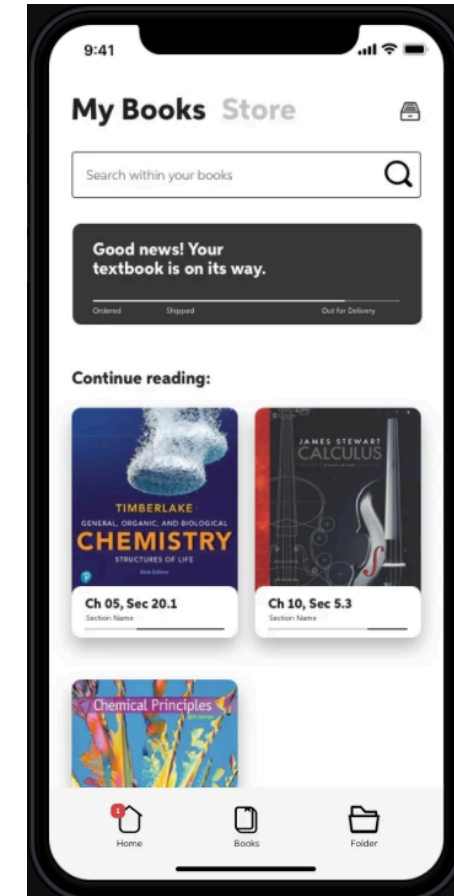 9:41
My Books Store
Search within your books
Good news! Your
textbook is on its way.
Ordered Shipped Out for Delivery
Continue reading:
TIMBERLAKE
GENERAL, ORGANIC, AND BIOLOGICAL
CHEMISTRY
STRUCTURES OF LIFE
Sixth Edition
Ch 05, Sec 20.1
Section Name
JAMES STEWART
CALCULUS
Ch 10, Sec 5.3
Section Name
Chemical Principles
1
Home
Books
Folder